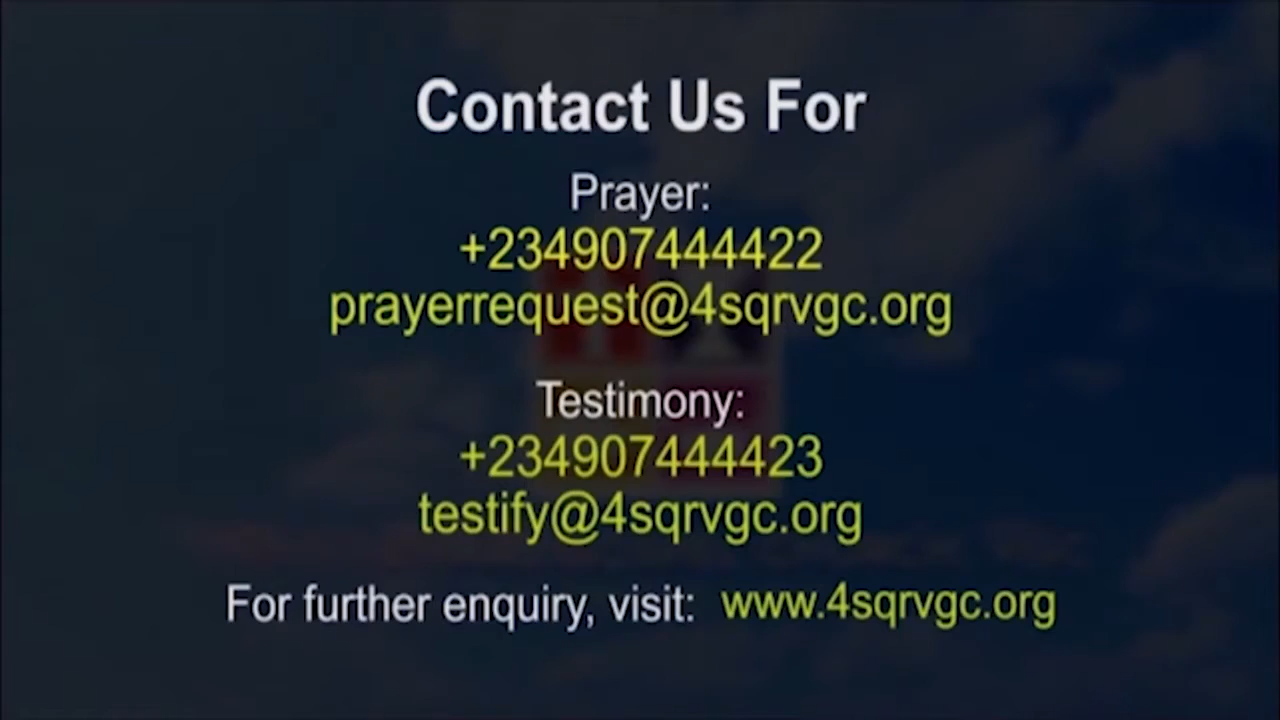 Contact Us For
Prayer:
+234907444422
prayerrequest@4sqrvgc.org
Testimony:
+234907444423
testify@4sqrvgc.org
For further enquiry, visit: www.4sqrvgc.org